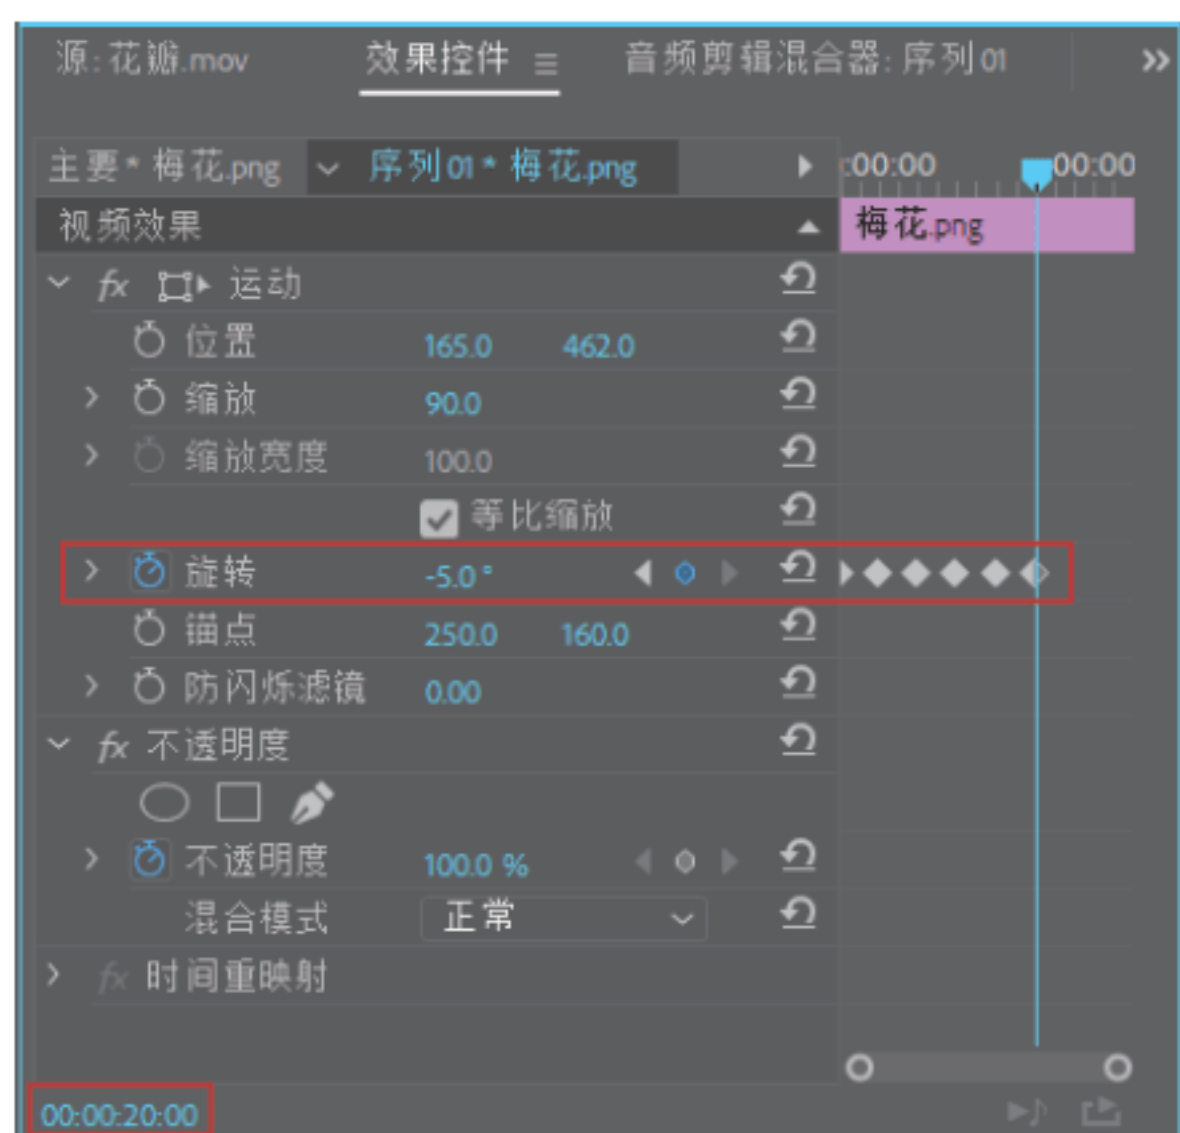 源:花瓣.mov 效果控件 音频剪辑混合器:序列 01
主要*梅花.png 序列 01*梅花.png :00:00 00:00
视频效果 梅花.png
fx 运动
位置 165.0 462.0
缩放 90.0
缩放宽度 100.0
等比缩放
旋转 -5.0°
锚点 250.0 160.0
防闪烁滤镜 0.00
fx 不透明度
不透明度 100.0 %
混合模式 正常
fx 时间重映射
00:00:20:00